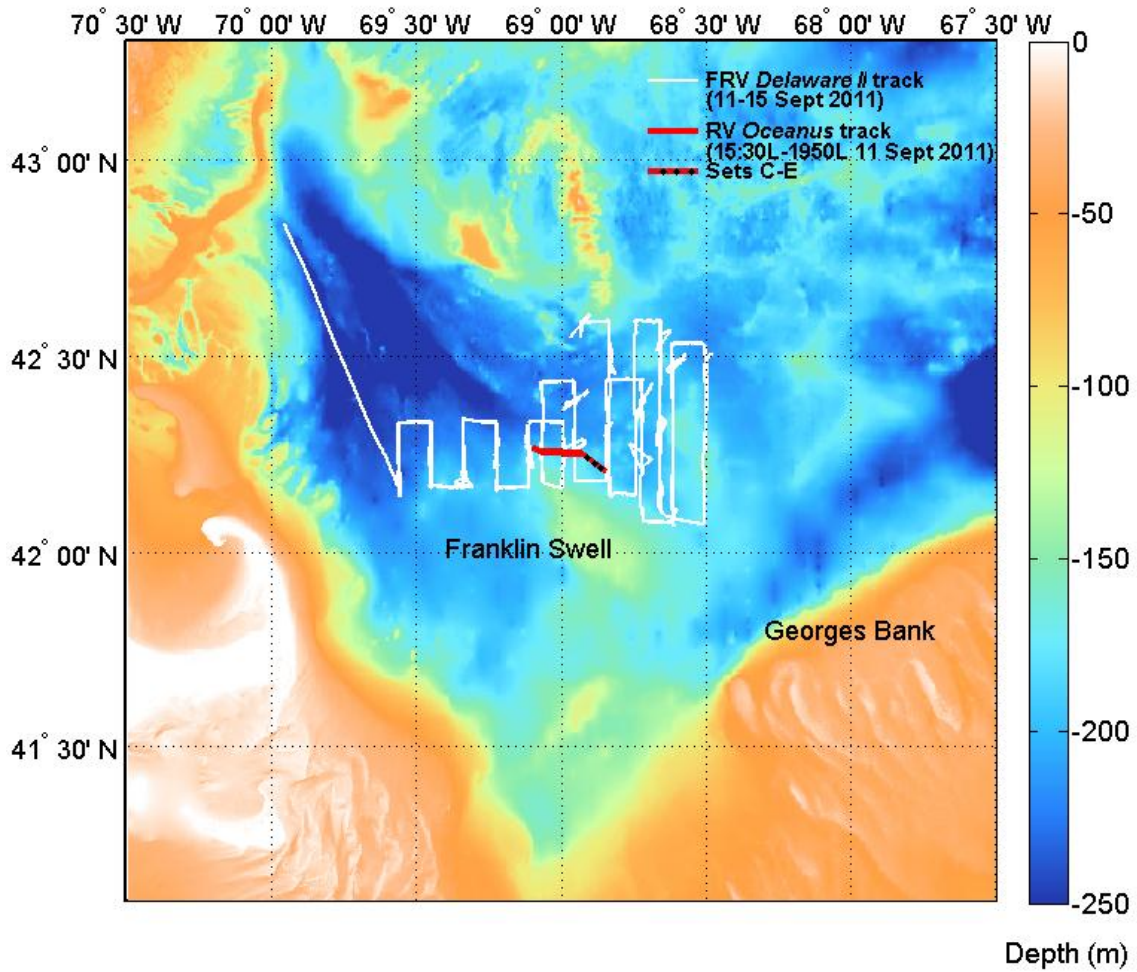 70° 30' W 70° 00' W 69° 30' W 69° 00' W 68° 30' W 68° 00' W 67° 30' W
0
FRV Delaware II track
(11-15 Sept 2011)
RV Oceanus track
(15:30L-1950L 11 Sept 2011)
Sets C-E
43° 00' N
-50
42° 30' N
-100
42° 00' N
Franklin Swell
-150
Georges Bank
41° 30' N
-200
-250
Depth (m)